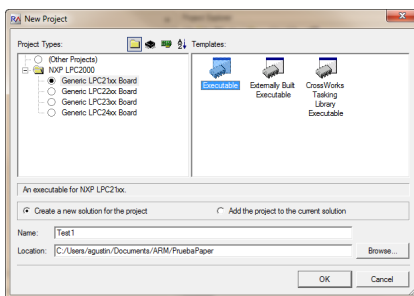 New Project
Project Types:
Templates:
(Other Projects)
NXP LPC2000
Generic LPC21xx Board
Generic LPC22xx Board
Generic LPC23xx Board
Generic LPC24xx Board
Executable
Externally Built
Executable
CrossWorks
Tasking
Library
Executable
An executable for NXP LPC21xx.
Create a new solution for the project
Add the project to the current solution
Name:
Test1
Location:
C:/Users/agustin/Documents/ARM/PruebaPaper
Browse...
OK
Cancel